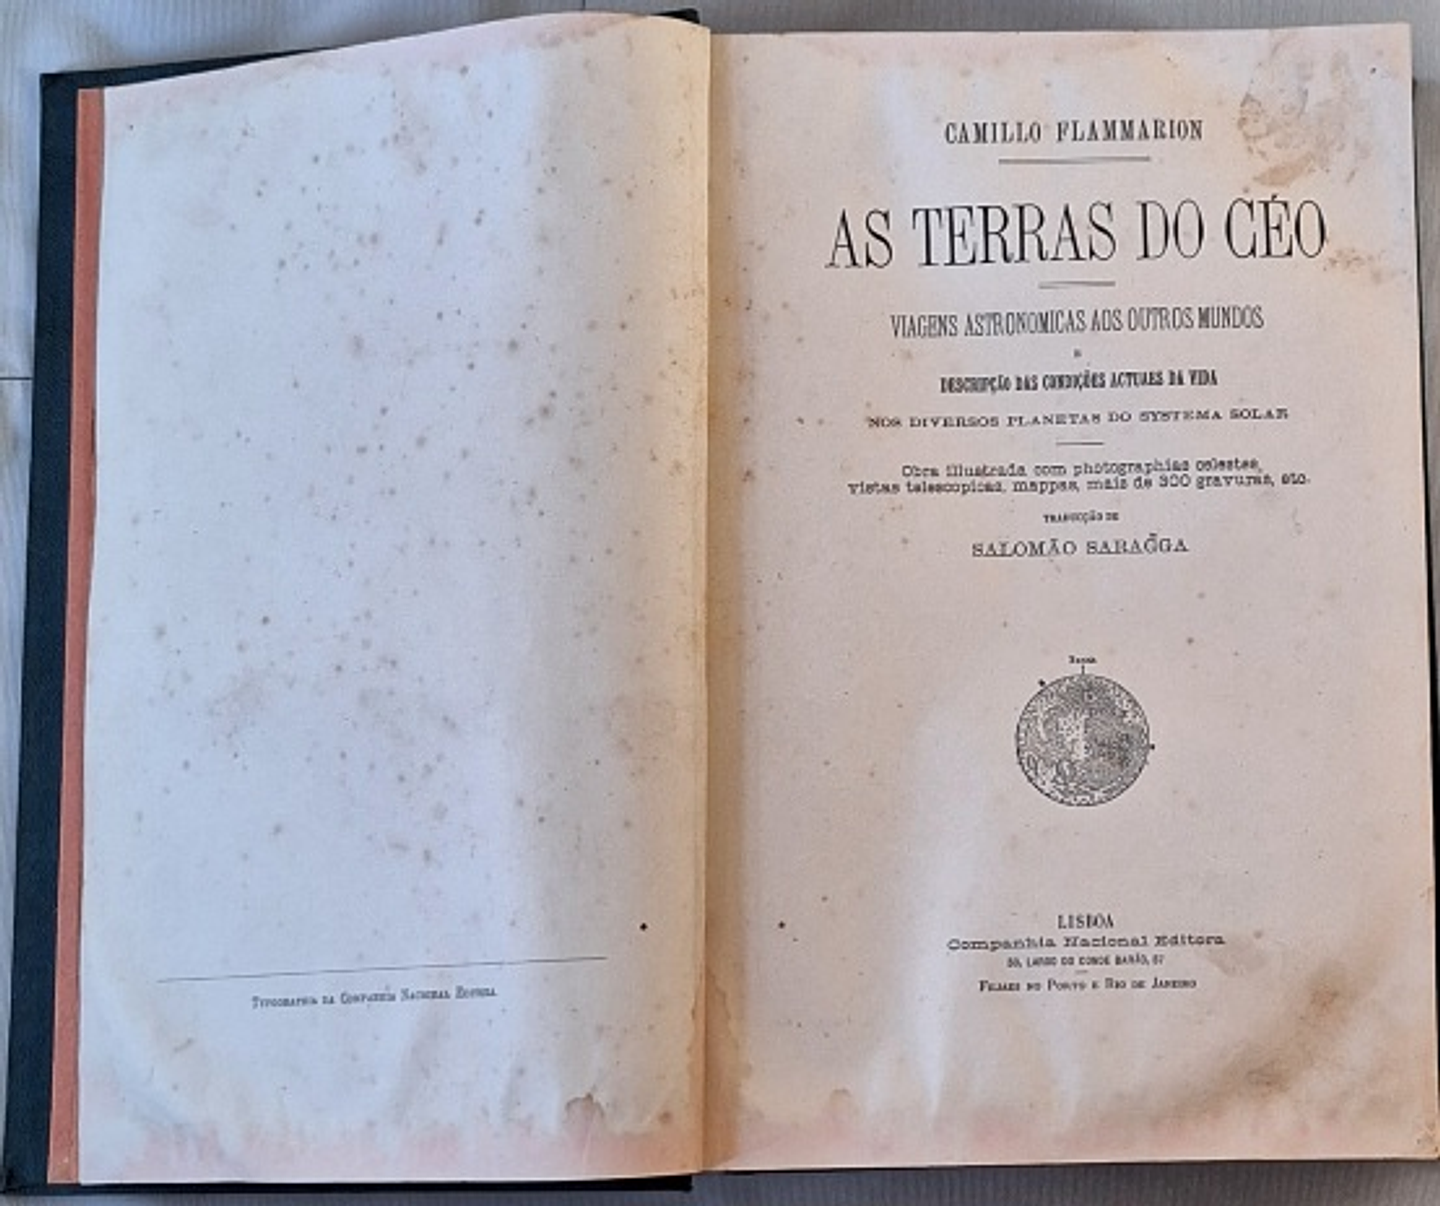 Typographia da Companhia Nacional Editora
CAMILLO FLAMMARION
AS TERRAS DO CÉO
VIAGENS ASTRONOMICAS AOS OUTROS MUNDOS
E
DESCRIPÇÃO DAS CONDIÇÕES ACTUAES DA VIDA
NOS DIVERSOS PLANETAS DO SYSTEMA SOLAR
Obra illustrada com photographias celestes,
vistas telescopicas, mappas, mais de 300 gravuras, etc.
TRADUCÇÃO DE
SALOMÃO SARAGGA
LISBOA
Companhia Nacional Editora
50, LARGO DO CONDE BARÃO, 57
Filiaes no Porto e Rio de Janeiro